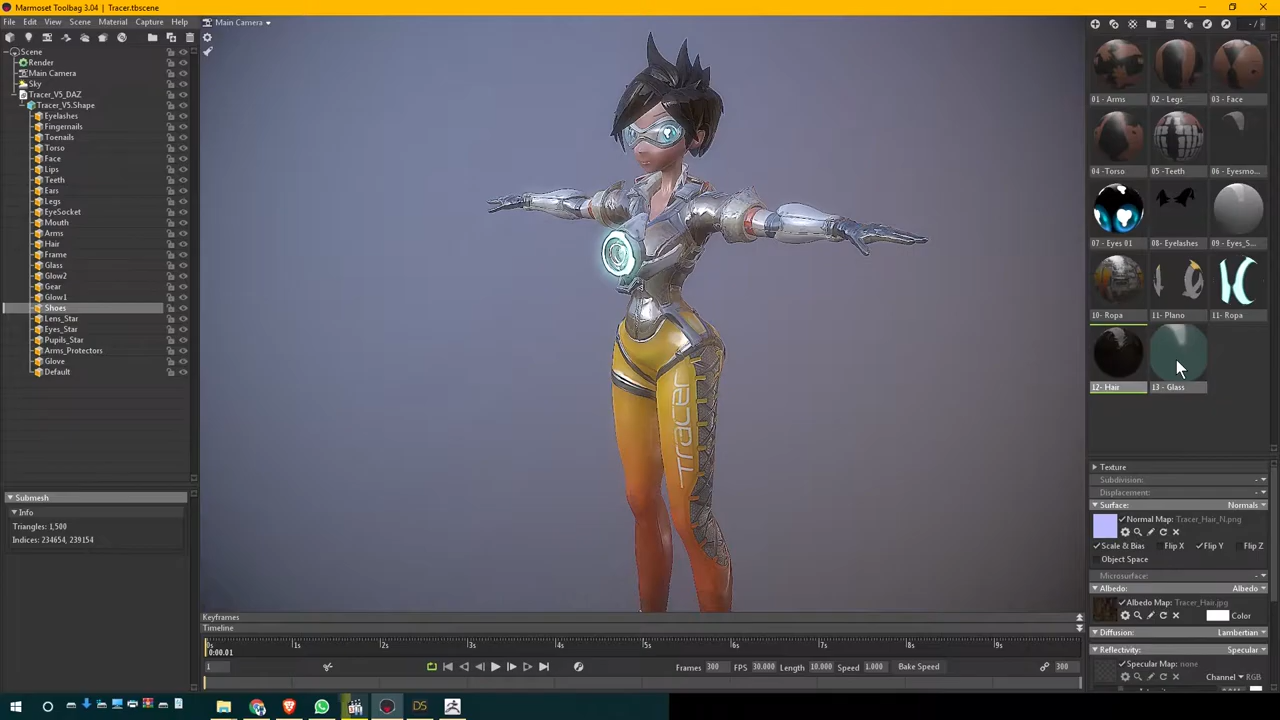 Marmoset Toolbag 3.04 | Tracer.tbscene
File Edit View Scene Material Capture Help
Main Camera
Scene
Render
Main Camera
Sky
Tracer_V5_DAZ
Tracer_V5.Shape
Eyelashes
Fingernails
Toenails
Torso
Face
Lips
Teeth
Ears
Legs
EyeSocket
Mouth
Arms
Hair
Frame
Glass
Glow2
Gear
Glow1
Shoes
Lens_Star
Eyes_Star
Pupils_Star
Arms_Protectors
Glove
Default
Submesh
Info
Triangles: 1,500
Indices: 234654, 239154
Tracer
Keyframes
Timeline
0s 1s 2s 3s 4s 5s 6s 7s 8s 9s
0:00.01
1 Frames 300 FPS 30.000 Length 10.000 Speed 1.000 Bake Speed 300
01 - Arms 02 - Legs 03 - Face
04 -Torso 05 -Teeth 06 - Eyesmo...
07 - Eyes 01 08- Eyelashes 09 - Eyes_S...
10- Ropa 11- Plano 11- Ropa
12- Hair 13 - Glass
Texture
Subdivision:
Displacement:
Surface: Normals
Normal Map: Tracer_Hair_N.png
Scale & Bias Flip X Flip Y Flip Z
Object Space
Microsurface:
Albedo: Albedo
Albedo Map: Tracer_Hair.jpg
Color
Diffusion: Lambertian
Reflectivity: Specular
Specular Map: none
Channel RGB
DS